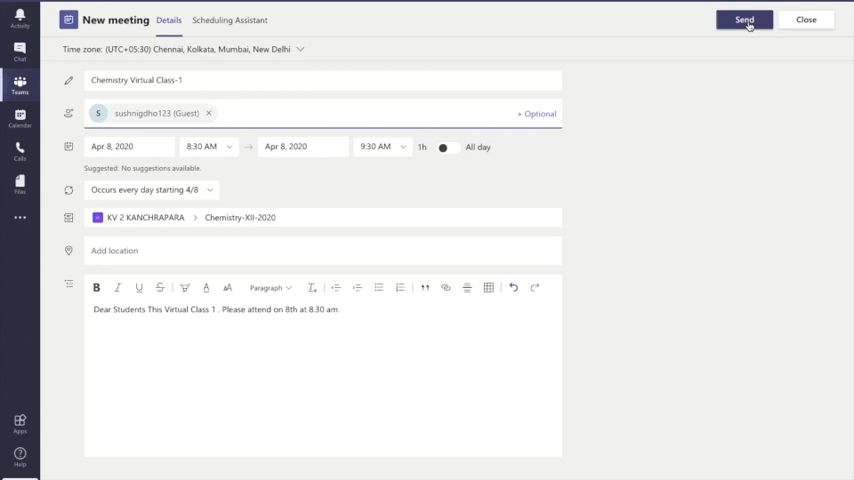 New meeting Details Scheduling Assistant
Send Close
Time zone: (UTC+05:30) Chennai, Kolkata, Mumbai, New Delhi
Chemistry Virtual Class-1
S sushnigdho123 (Guest) × + Optional
Apr 8, 2020 8:30 AM → Apr 8, 2020 9:30 AM 1h All day
Suggested: No suggestions available.
Occurs every day starting 4/8
KV 2 KANCHRAPARA > Chemistry-XII-2020
Add location
B I U S A AA Paragraph
Dear Students This Virtual Class 1 . Please attend on 8th at 8.30 am
Activity
Chat
Teams
Calendar
Calls
Files
Apps
Help